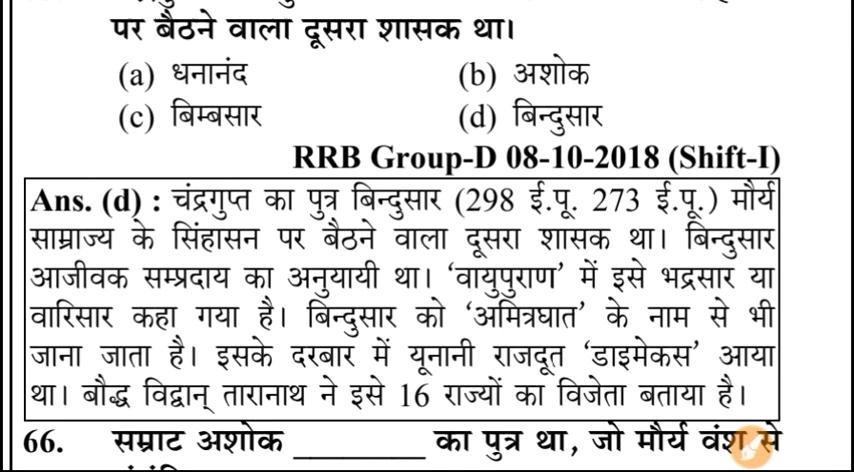 पर बैठने वाला दूसरा शासक था।
(a) धनानंद (b) अशोक
(c) बिम्बसार (d) बिन्दुसार
RRB Group-D 08-10-2018 (Shift-I)
Ans. (d) : चंद्रगुप्त का पुत्र बिन्दुसार (298 ई.पू. 273 ई.पू.) मौर्य
साम्राज्य के सिंहासन पर बैठने वाला दूसरा शासक था। बिन्दुसार
आजीवक सम्प्रदाय का अनुयायी था। ‘वायुपुराण’ में इसे भद्रसार या
वारिसार कहा गया है। बिन्दुसार को ‘अमित्रघात’ के नाम से भी
जाना जाता है। इसके दरबार में यूनानी राजदूत ‘डाइमेकस’ आया
था। बौद्ध विद्वान् तारानाथ ने इसे 16 राज्यों का विजेता बताया है।
66. सम्राट अशोक ________ का पुत्र था, जो मौर्य वंश से